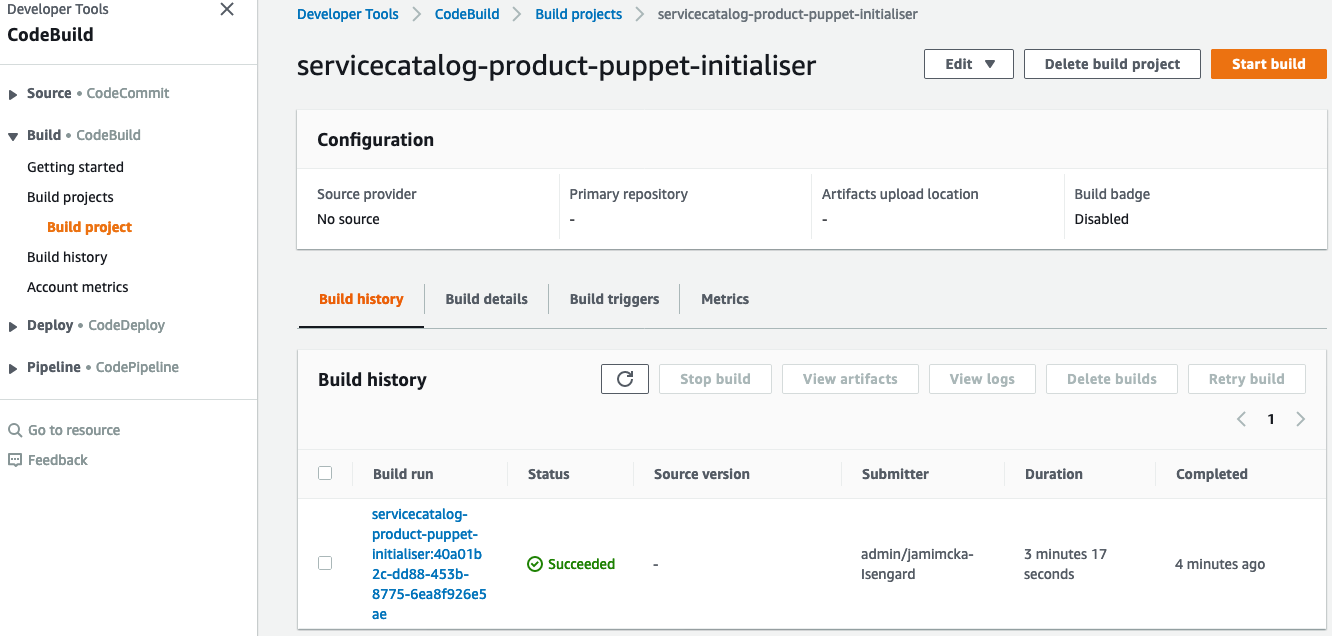 Developer Tools
CodeBuild
Source • CodeCommit
Build • CodeBuild
Getting started
Build projects
Build project
Build history
Account metrics
Deploy • CodeDeploy
Pipeline • CodePipeline
Go to resource
Feedback
Developer Tools > CodeBuild > Build projects > servicecatalog-product-puppet-initialiser
servicecatalog-product-puppet-initialiser
Edit Delete build project Start build
Configuration
Source provider Primary repository Artifacts upload location Build badge
No source - - Disabled
Build history Build details Build triggers Metrics
Build history Stop build View artifacts View logs Delete builds Retry build
1
Build run Status Source version Submitter Duration Completed
servicecatalog-
product-puppet-
initialiser:40a01b
2c-dd88-453b-
8775-6ea8f926e5
ae
Succeeded
-
admin/jamimcka-
Isengard
3 minutes 17
seconds
4 minutes ago